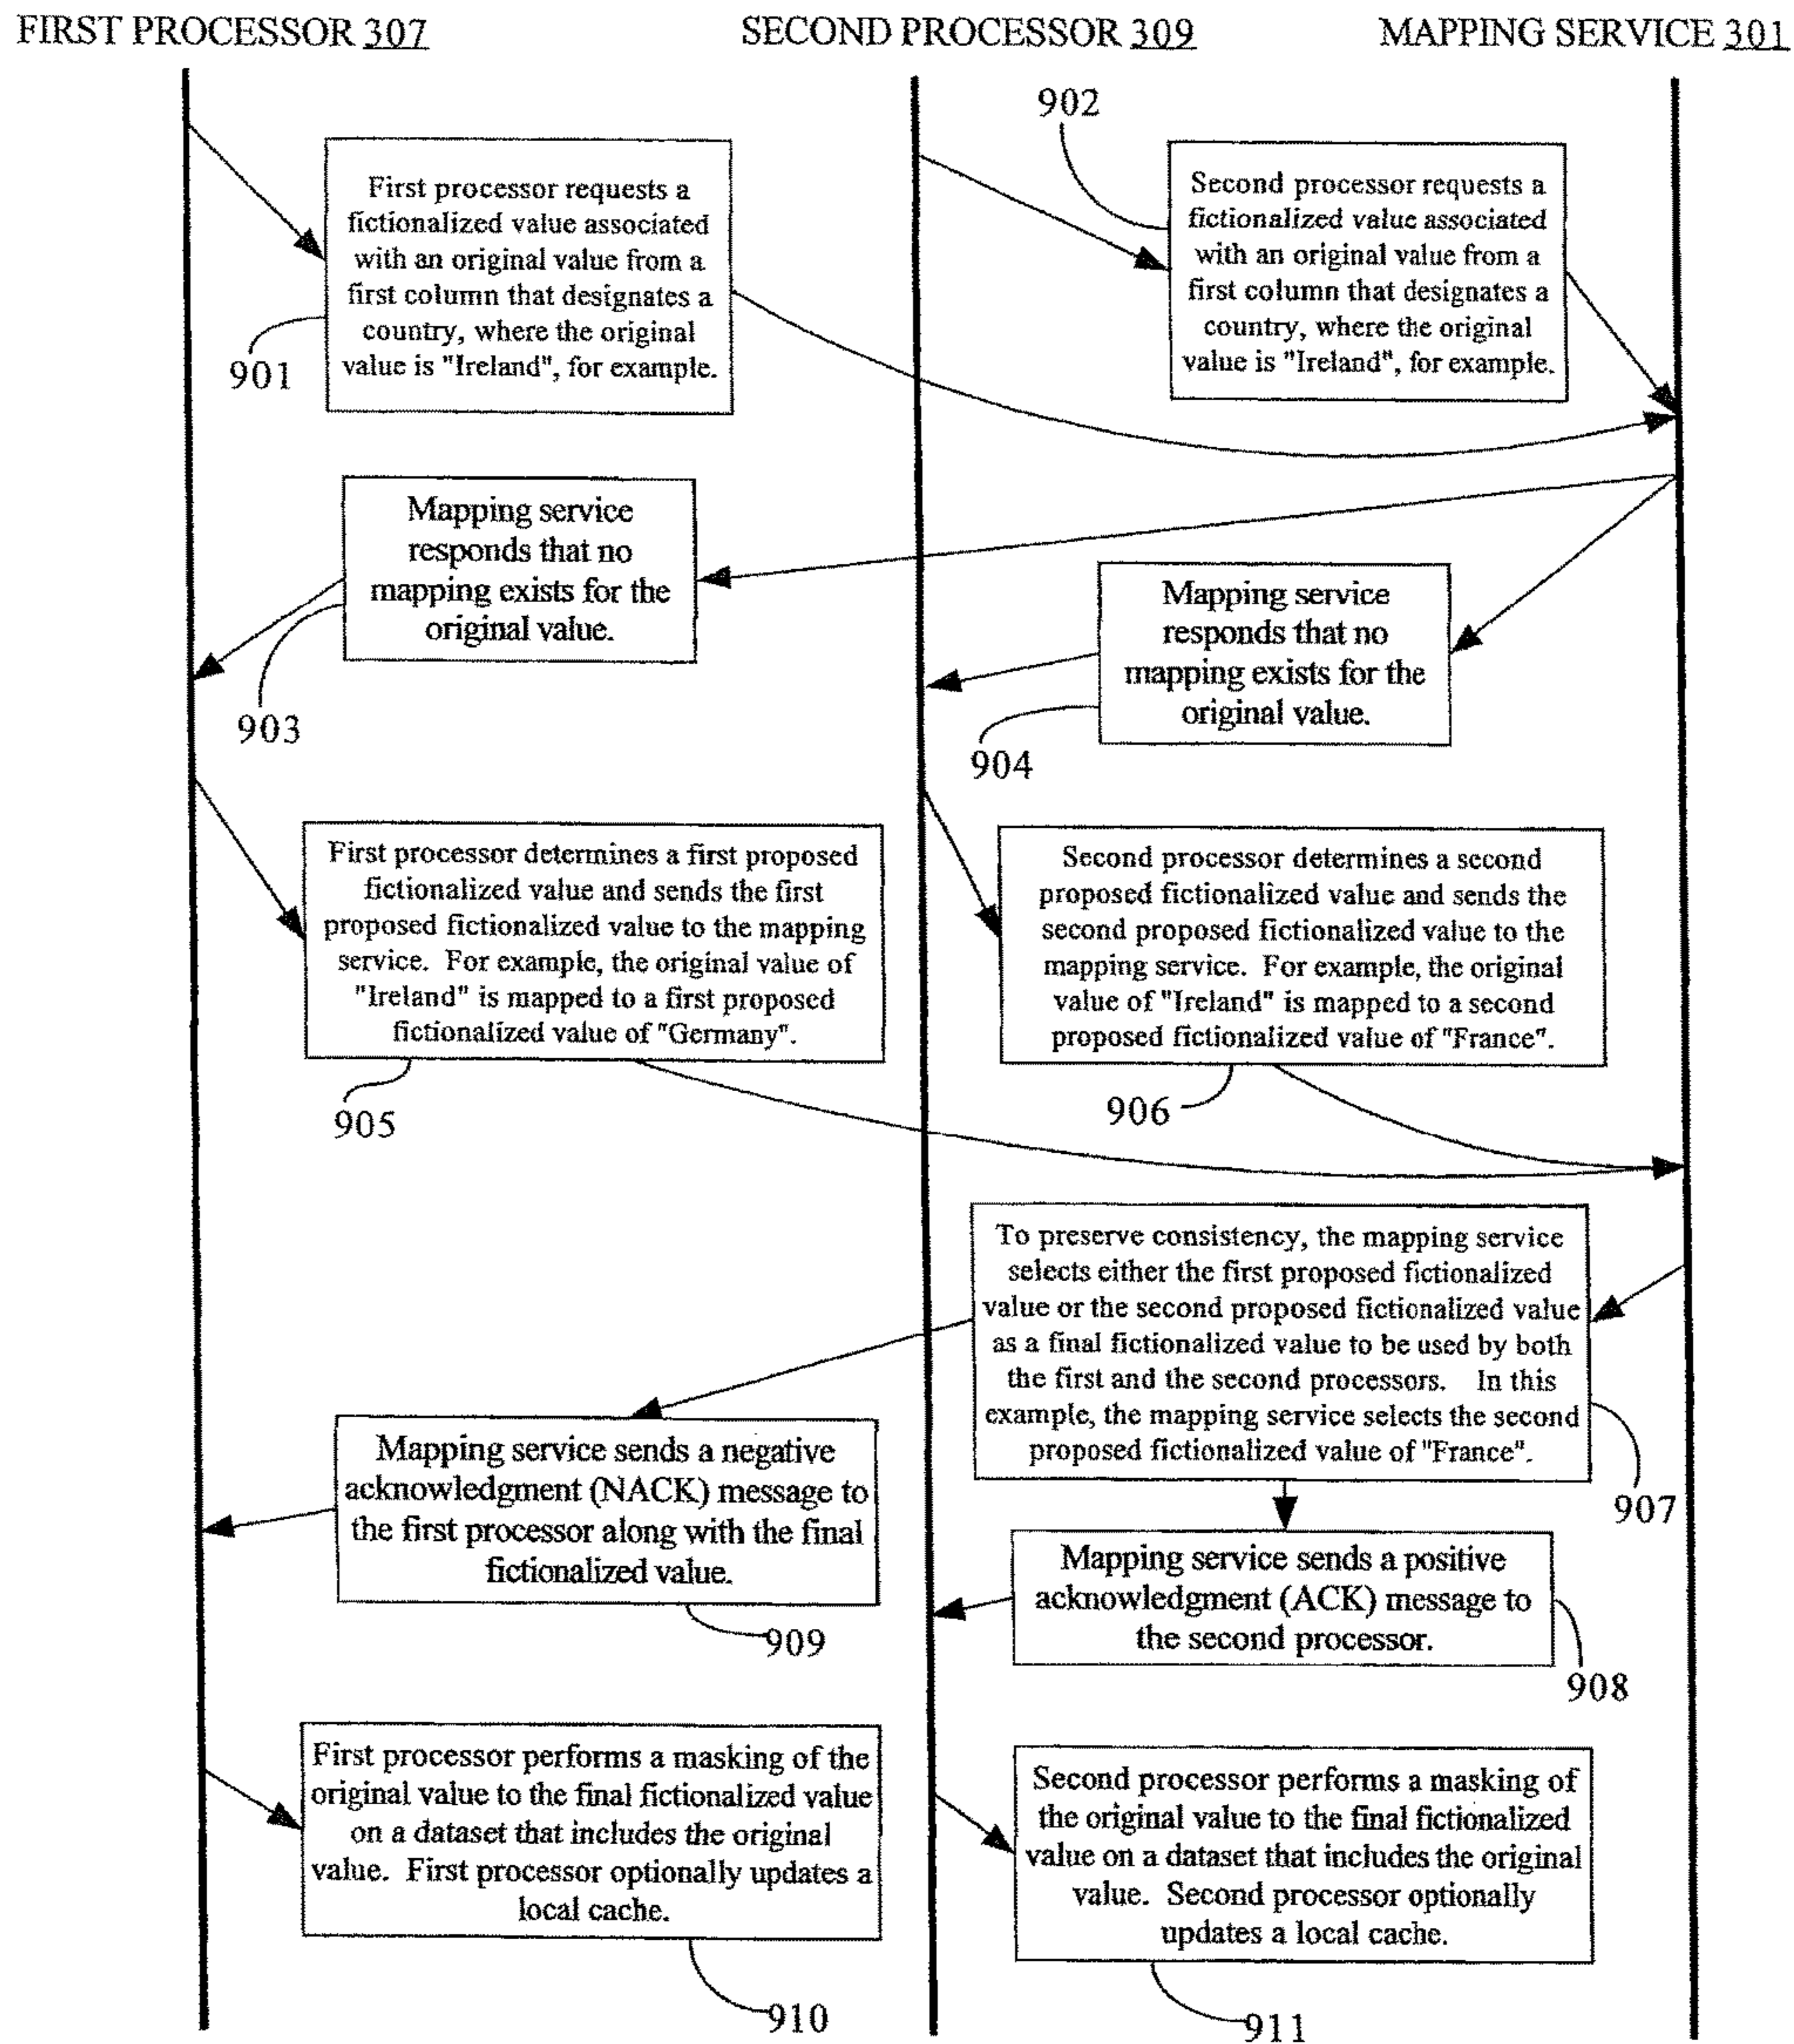 FIRST PROCESSOR 307
SECOND PROCESSOR 309
MAPPING SERVICE 301
902
First processor requests a
fictionalized value associated
with an original value from a
first column that designates a
country, where the original
value is "Ireland", for example.
901
Second processor requests a
fictionalized value associated
with an original value from a
first column that designates a
country, where the original
value is "Ireland", for example.
Mapping service
responds that no
mapping exists for the
original value.
903
Mapping service
responds that no
mapping exists for the
original value.
904
First processor determines a first proposed
fictionalized value and sends the first
proposed fictionalized value to the mapping
service. For example, the original value of
"Ireland" is mapped to a first proposed
fictionalized value of "Germany".
905
Second processor determines a second
proposed fictionalized value and sends the
second proposed fictionalized value to the
mapping service. For example, the original
value of "Ireland" is mapped to a second
proposed fictionalized value of "France".
906
To preserve consistency, the mapping service
selects either the first proposed fictionalized
value or the second proposed fictionalized value
as a final fictionalized value to be used by both
the first and the second processors. In this
example, the mapping service selects the second
proposed fictionalized value of "France".
907
Mapping service sends a negative
acknowledgment (NACK) message to
the first processor along with the final
fictionalized value.
909
Mapping service sends a positive
acknowledgment (ACK) message to
the second processor.
908
First processor performs a masking of the
original value to the final fictionalized value
on a dataset that includes the original
value. First processor optionally updates a
local cache.
910
Second processor performs a masking of
the original value to the final fictionalized
value on a dataset that includes the original
value. Second processor optionally
updates a local cache.
911